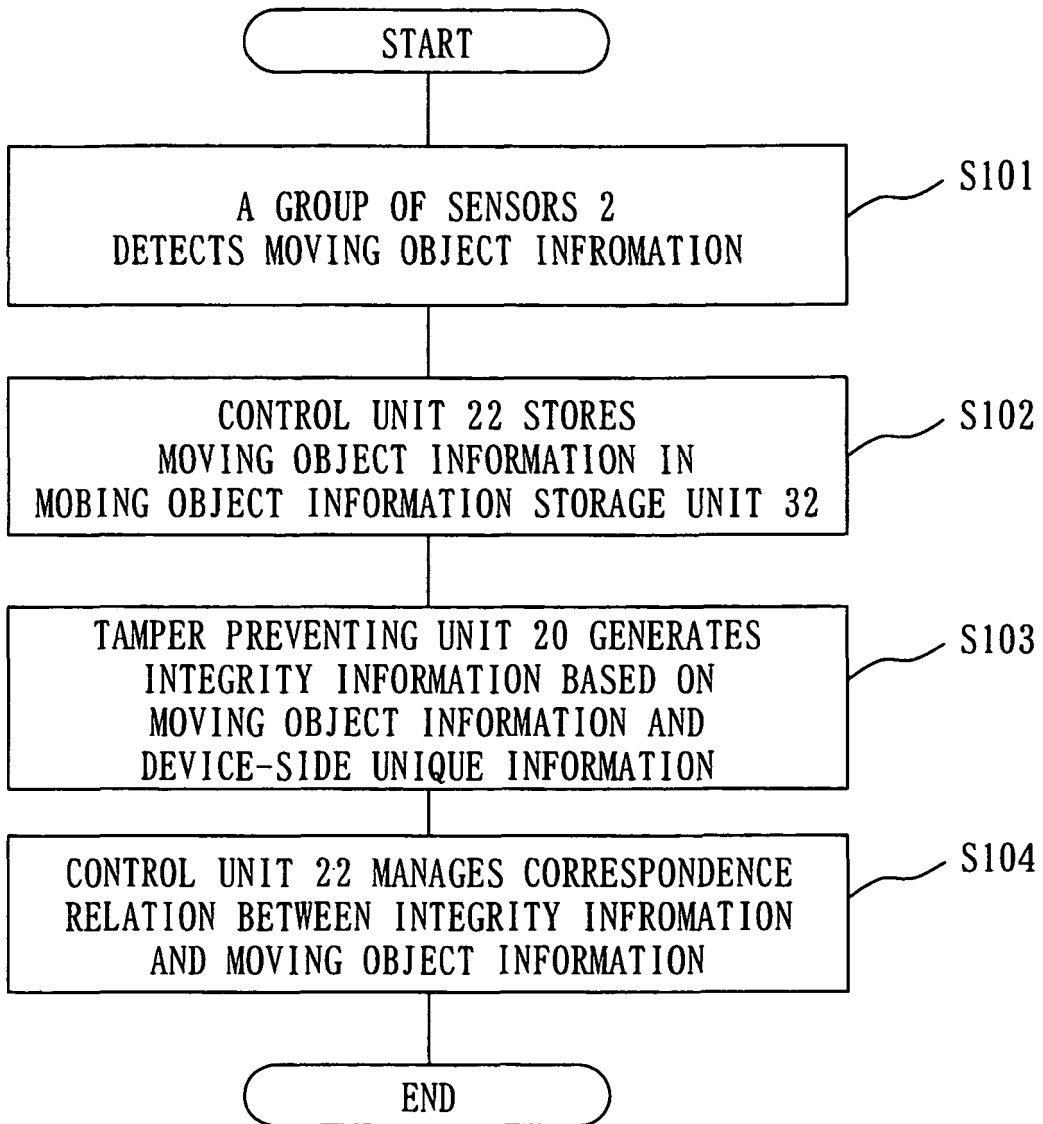 START
A GROUP OF SENSORS 2
DETECTS MOVING OBJECT INFROMATION
S101
CONTROL UNIT 22 STORES
MOVING OBJECT INFORMATION IN
MOBING OBJECT INFORMATION STORAGE UNIT 32
S102
TAMPER PREVENTING UNIT 20 GENERATES
INTEGRITY INFORMATION BASED ON
MOVING OBJECT INFORMATION AND
DEVICE-SIDE UNIQUE INFORMATION
S103
CONTROL UNIT 22 MANAGES CORRESPONDENCE
RELATION BETWEEN INTEGRITY INFROMATION
AND MOVING OBJECT INFORMATION
S104
END